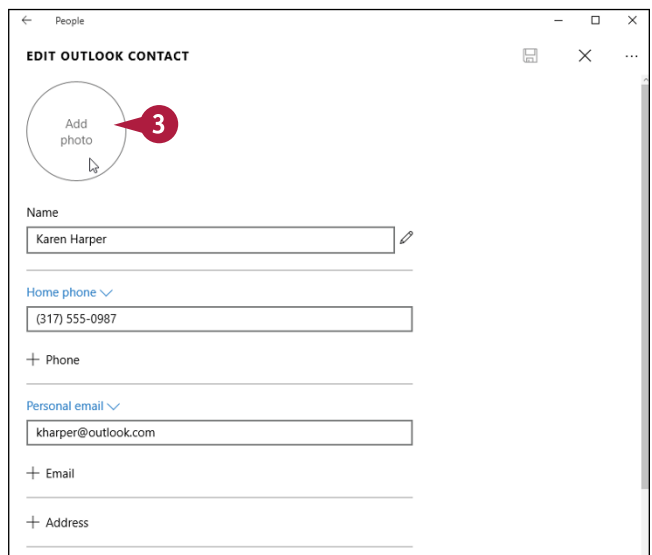 People
EDIT OUTLOOK CONTACT
Add
photo
3
Name
Karen Harper
Home phone
(317) 555-0987
+ Phone
Personal email
kharper@outlook.com
+ Email
+ Address